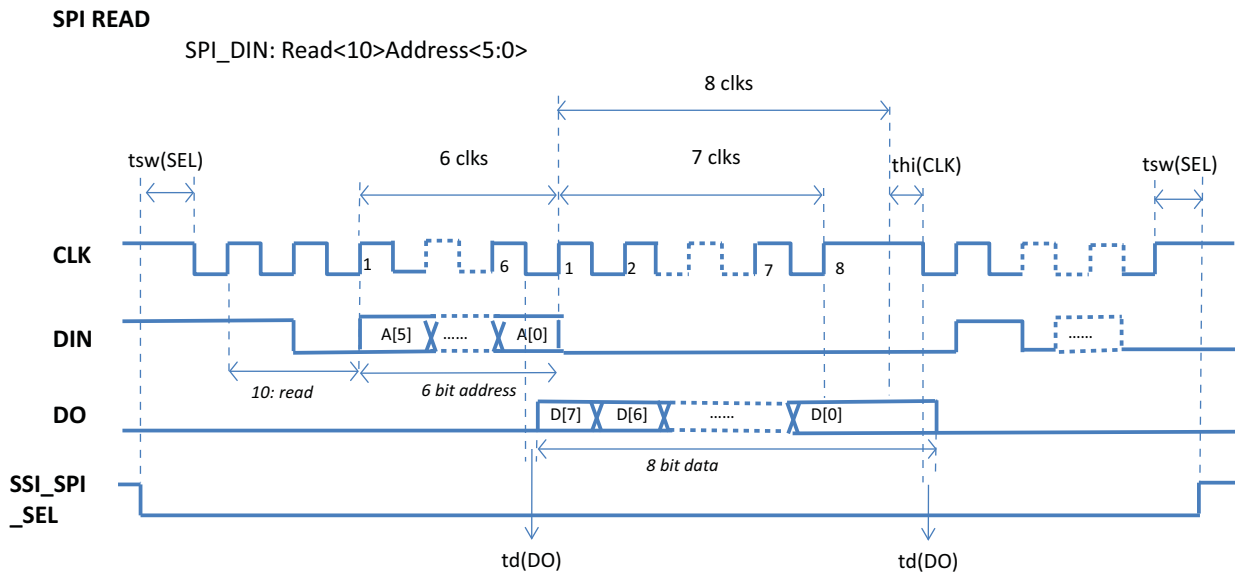 SPI READ
SPI_DIN: Read<10>Address<5:0>
8 clks
tsw(SEL)
6 clks
7 clks
thi(CLK)
tsw(SEL)
CLK
1
6
1
2
7
8
DIN
A[5]
......
A[0]
......
10: read
6 bit address
DO
D[7]
D[6]
......
D[0]
8 bit data
SSI_SPI
_SEL
td(DO)
td(DO)